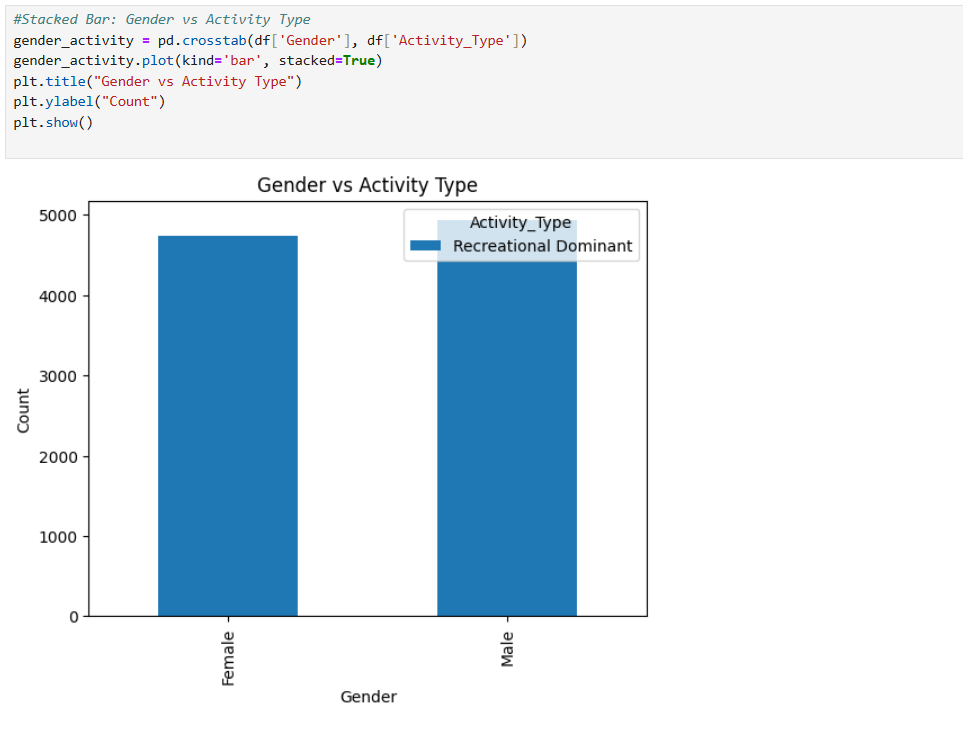 #Stacked Bar: Gender vs Activity Type
gender_activity = pd.crosstab(df['Gender'], df['Activity_Type'])
gender_activity.plot(kind='bar', stacked=True)
plt.title("Gender vs Activity Type")
plt.ylabel("Count")
plt.show()
Gender vs Activity Type
Activity_Type
Recreational Dominant
5000
4000
3000
2000
1000
0
Count
Female
Male
Gender